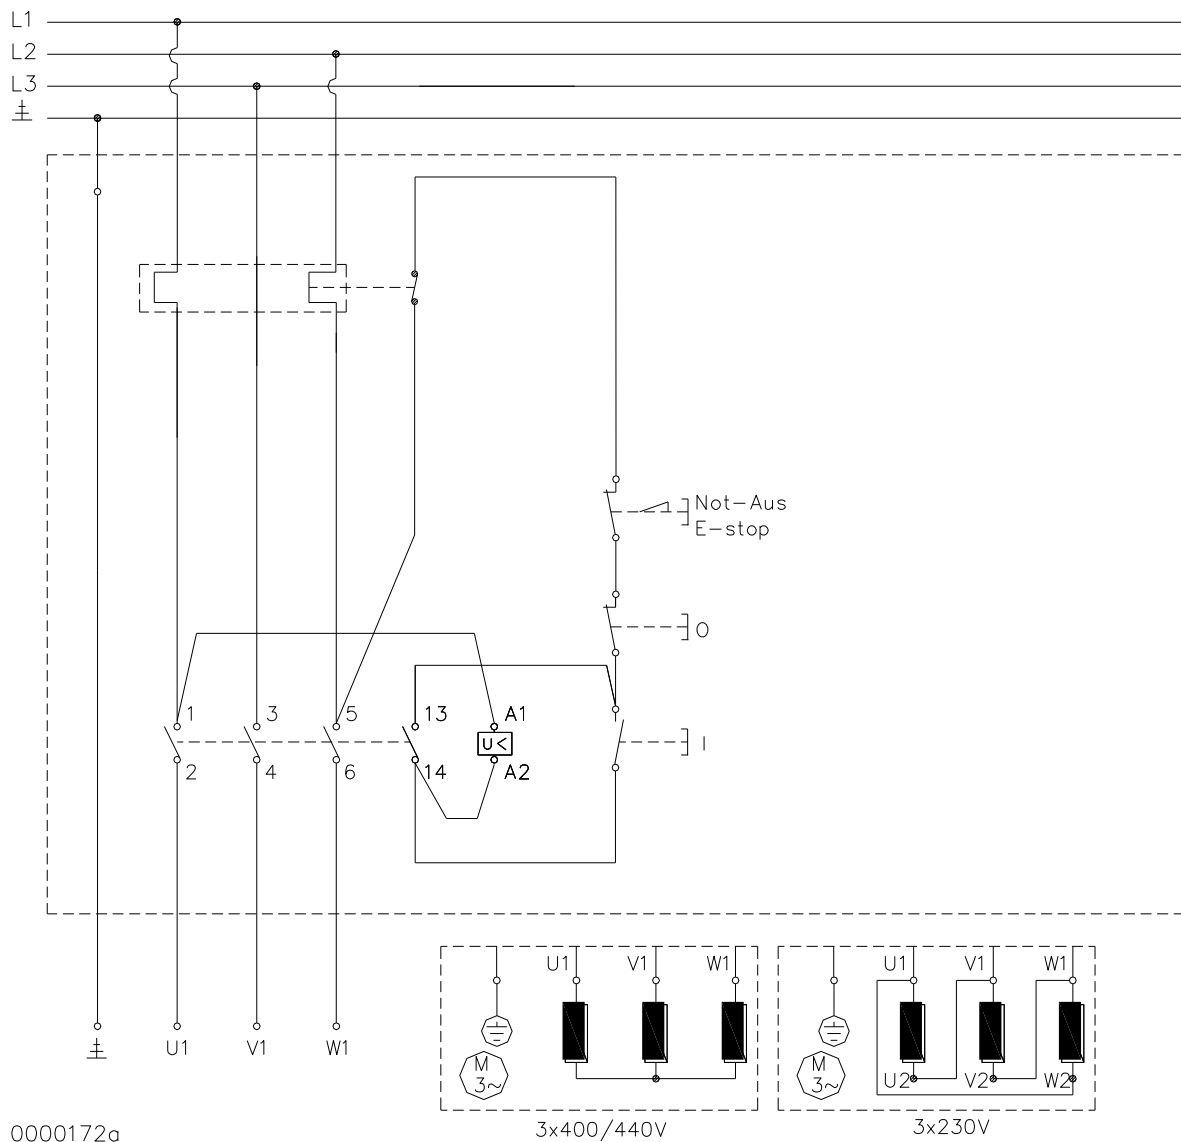 L1
L2
L3
Not-Aus
E-stop
O
1 3 5 13 A1
U<
I
2 4 6 14 A2
U1 V1 W1 U1 V1 W1
U1 V1 W1
M
3~
M
3~
U2 V2 W2
3x400/440V 3x230V
0000172a